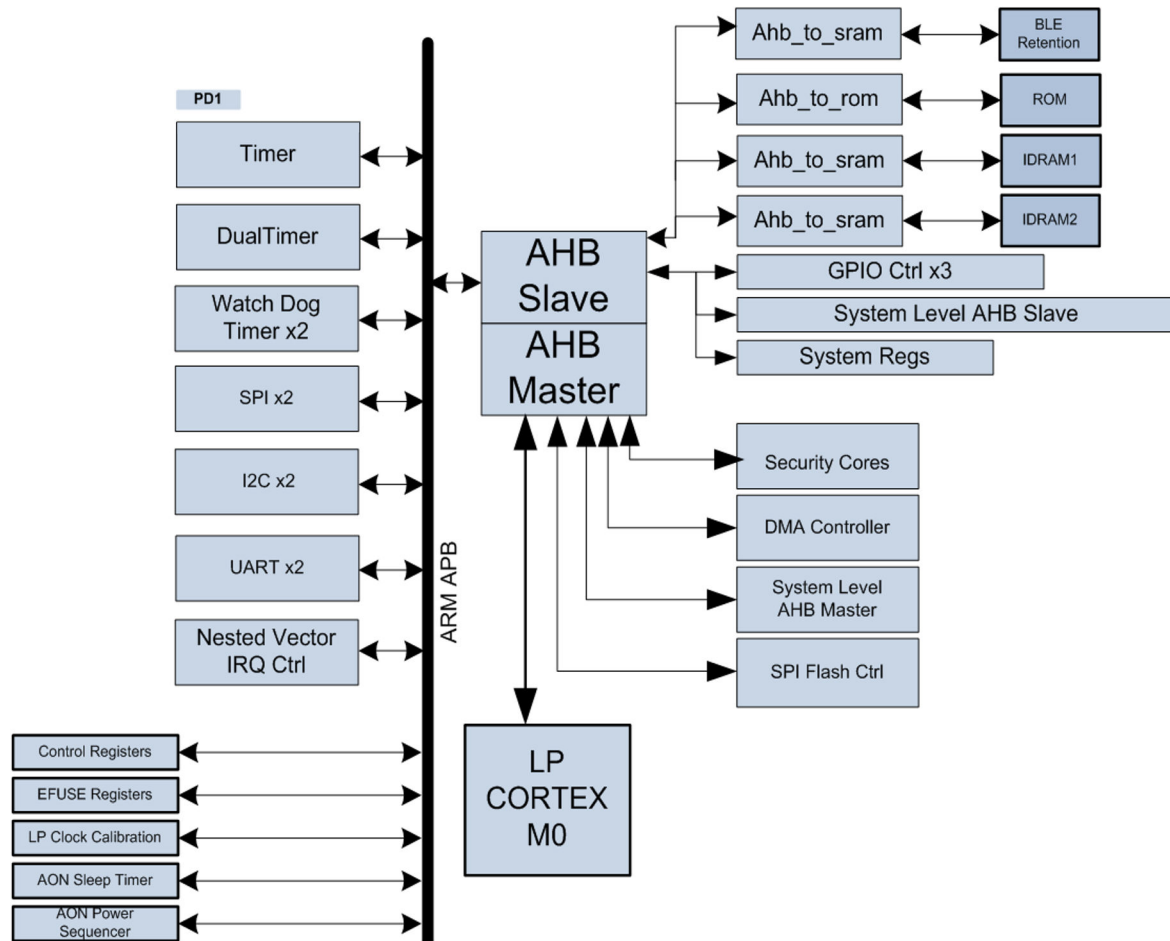 PD1
Timer
DualTimer
Watch Dog
Timer x2
SPI x2
I2C x2
UART x2
Nested Vector
IRQ Ctrl
Control Registers
EFUSE Registers
LP Clock Calibration
AON Sleep Timer
AON Power
Sequencer
ARM APB
AHB
Slave
AHB
Master
LP
CORTEX
M0
Ahb_to_sram
BLE
Retention
Ahb_to_rom
ROM
Ahb_to_sram
IDRAM1
Ahb_to_sram
IDRAM2
GPIO Ctrl x3
System Level AHB Slave
System Regs
Security Cores
DMA Controller
System Level
AHB Master
SPI Flash Ctrl